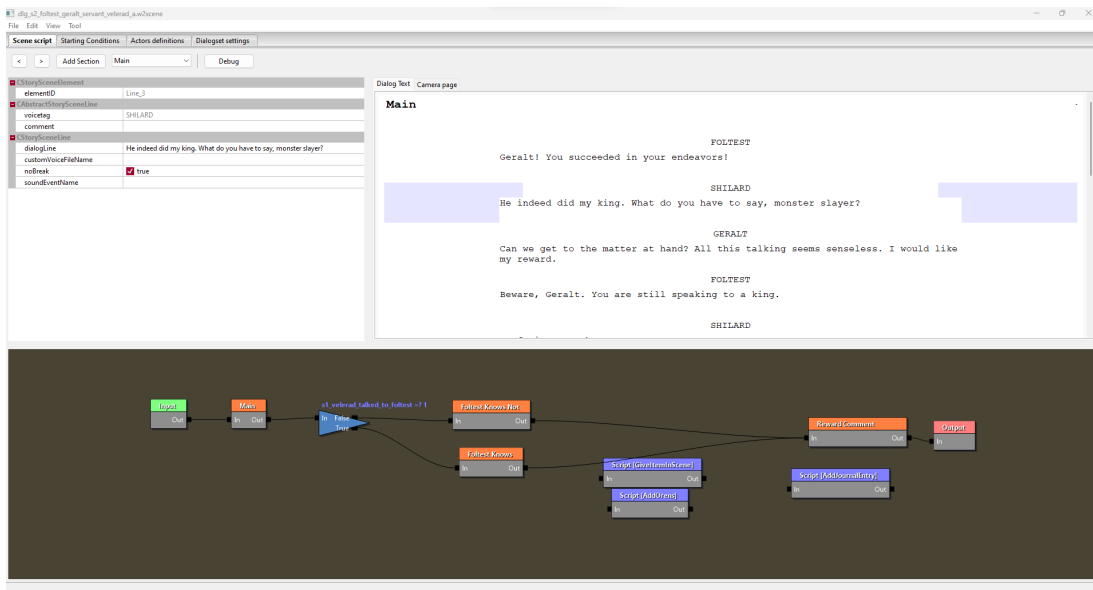 dlg_s2_foltest_geralt_servant_velerad_a.w2scene
File Edit View Tool
Scene script Starting Conditions Actors definitions Dialogset settings
< > Add Section Main Debug
CStorySceneElement
elementID Line_3
CAbstractStorySceneLine
voicetag SHILARD
comment
CStorySceneLine
dialogLine He indeed did my king. What do you have to say, monster slayer?
customVoiceFileName
noBreak true
soundEventName
Dialog Text Camera page
Main
FOLTEST
Geralt! You succeeded in your endeavors!
SHILARD
He indeed did my king. What do you have to say, monster slayer?
GERALT
Can we get to the matter at hand? All this talking seems senseless. I would like
my reward.
FOLTEST
Beware, Geralt. You are still speaking to a king.
SHILARD
Input
Out
Main
In Out
s1_velerad_talked_to_foltest =? 1
In False
True
Foltest Knows Not
In Out
Foltest Knows
In Out
Script [GiveItemInScene]
In Out
Script [AddOrens]
In Out
Reward Comment
In Out
Script [AddJournalEntry]
In Out
Output
In